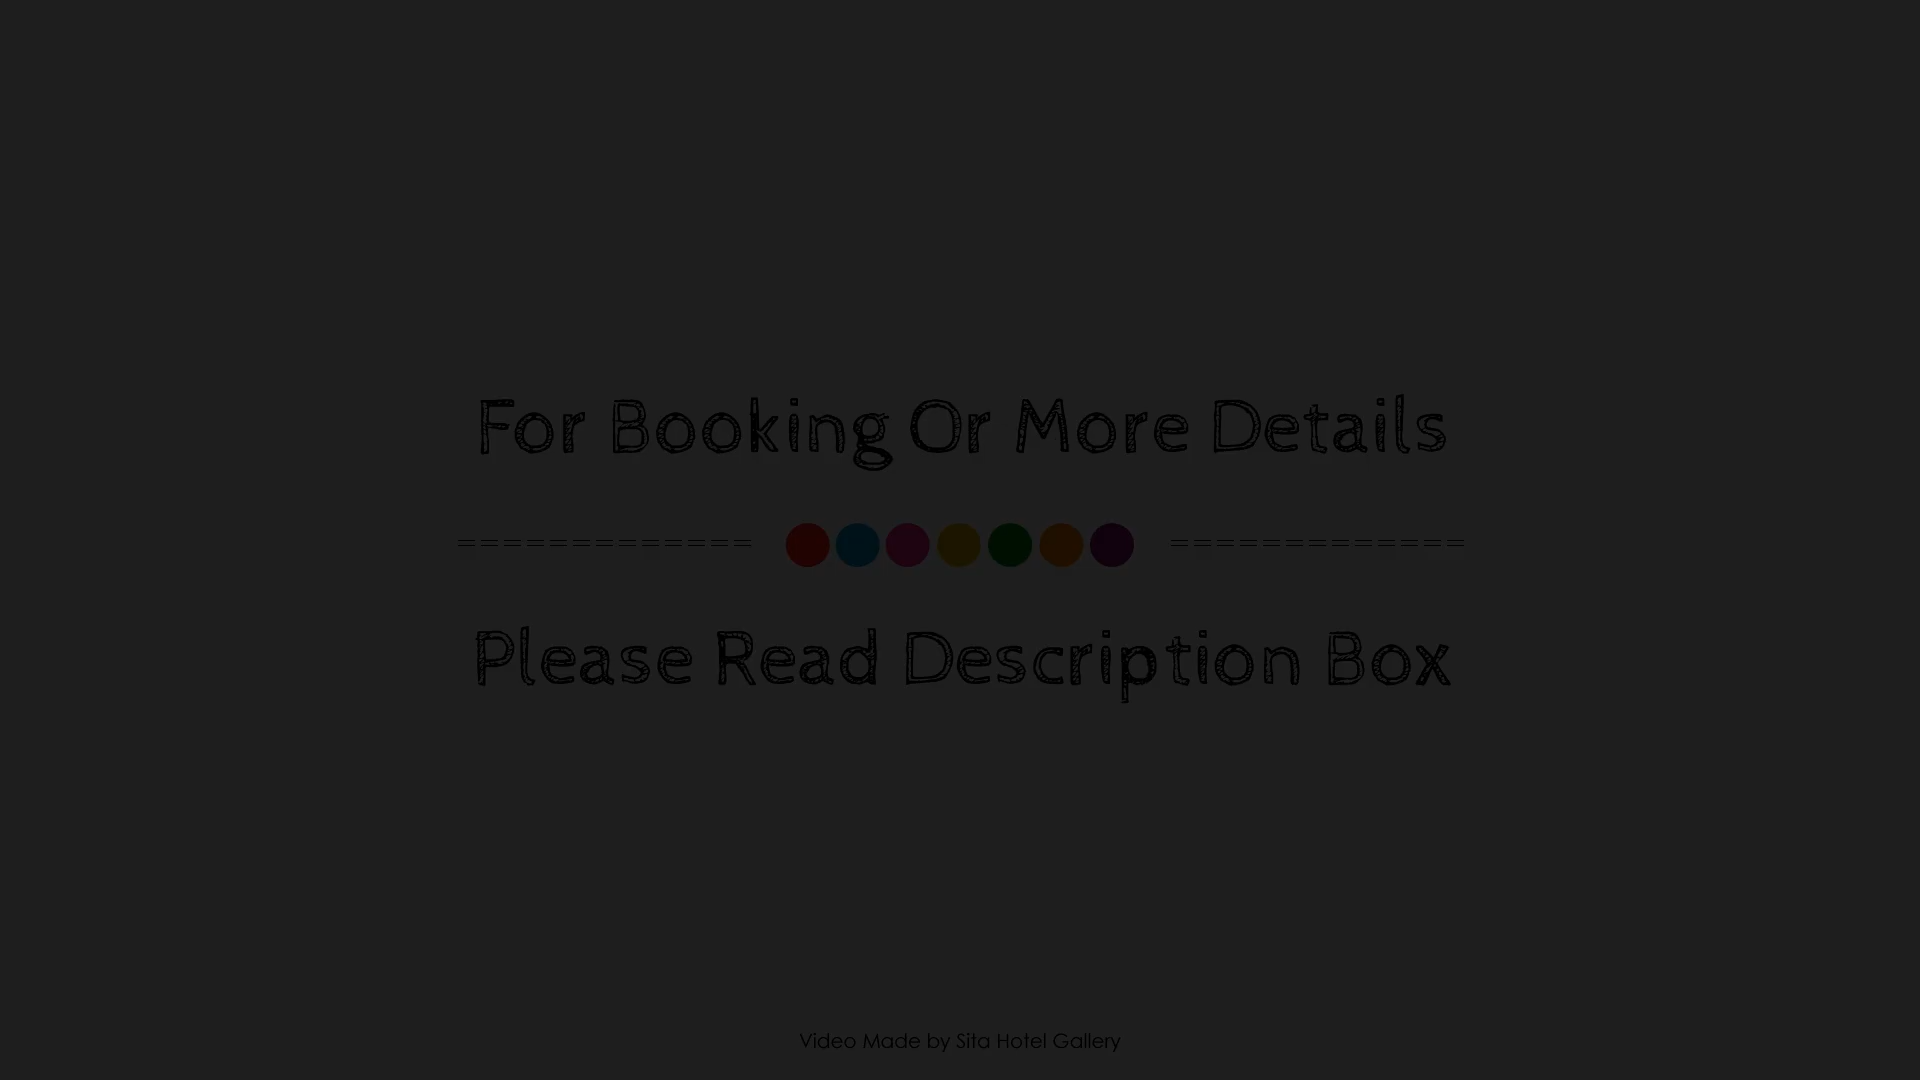 For Booking Or More Details
============= =============
Please Read Description Box
Video Made by Sita Hotel Gallery